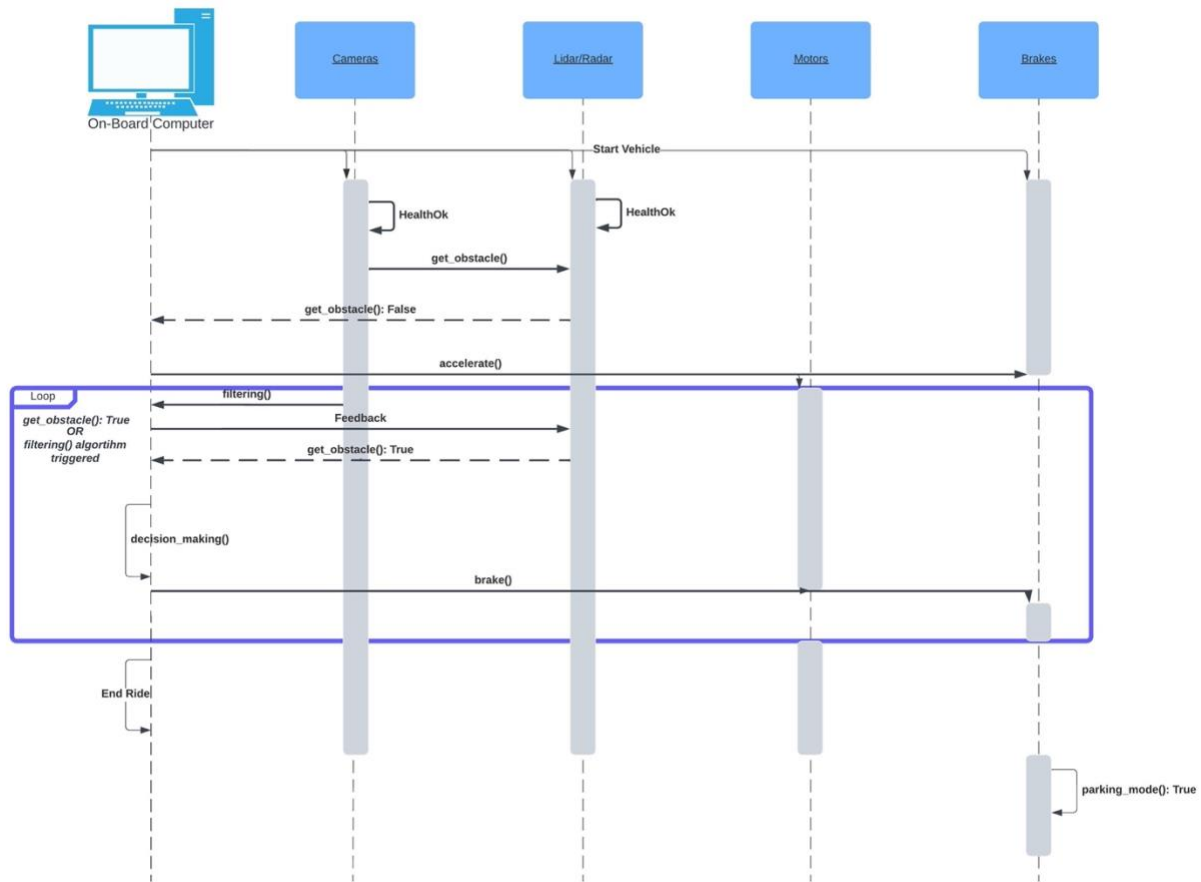 Cameras
Lidar/Radar
Motors
Brakes
On-Board Computer
Start Vehicle
HealthOk
HealthOk
get_obstacle()
get_obstacle(): False
accelerate()
Loop
filtering()
get_obstacle(): True
OR
filtering() algortihm
triggered
Feedback
get_obstacle(): True
decision_making()
brake()
End Ride
parking_mode(): True